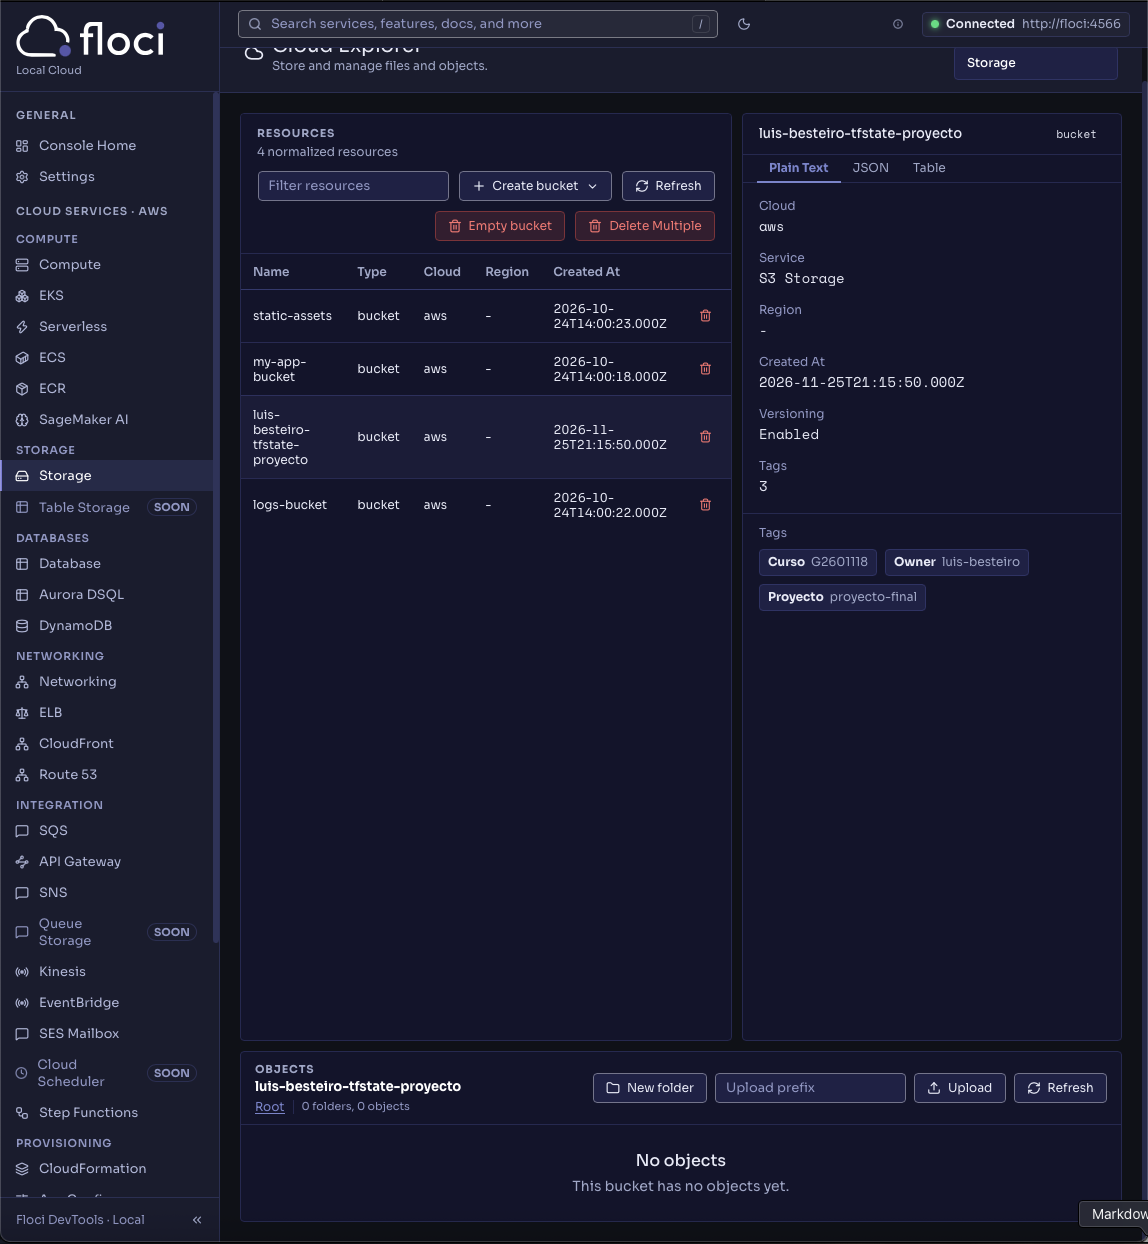 floci
Local Cloud
GENERAL
Console Home
Settings
CLOUD SERVICES · AWS
COMPUTE
Compute
EKS
Serverless
ECS
ECR
SageMaker AI
STORAGE
Storage
Table Storage SOON
DATABASES
Database
Aurora DSQL
DynamoDB
NETWORKING
Networking
ELB
CloudFront
Route 53
INTEGRATION
SQS
API Gateway
SNS
Queue
Storage
SOON
Kinesis
EventBridge
SES Mailbox
Cloud
Scheduler
SOON
Step Functions
PROVISIONING
CloudFormation
Floci DevTools · Local «
Search services, features, docs, and more /
Connected http://floci:4566
Cloud Explorer
Store and manage files and objects.
Storage
RESOURCES
4 normalized resources
Filter resources
Create bucket
Refresh
Empty bucket
Delete Multiple
Name Type Cloud Region Created At
static-assets bucket aws - 2026-10-
24T14:00:23.000Z
my-app-
bucket
bucket aws - 2026-10-
24T14:00:18.000Z
luis-
besteiro-
tfstate-
proyecto
bucket aws - 2026-11-
25T21:15:50.000Z
logs-bucket bucket aws - 2026-10-
24T14:00:22.000Z
luis-besteiro-tfstate-proyecto bucket
Plain Text JSON Table
Cloud
aws
Service
S3 Storage
Region
-
Created At
2026-11-25T21:15:50.000Z
Versioning
Enabled
Tags
3
Tags
Curso G2601118
Owner luis-besteiro
Proyecto proyecto-final
OBJECTS
luis-besteiro-tfstate-proyecto
Root 0 folders, 0 objects
New folder
Upload prefix
Upload
Refresh
No objects
This bucket has no objects yet.